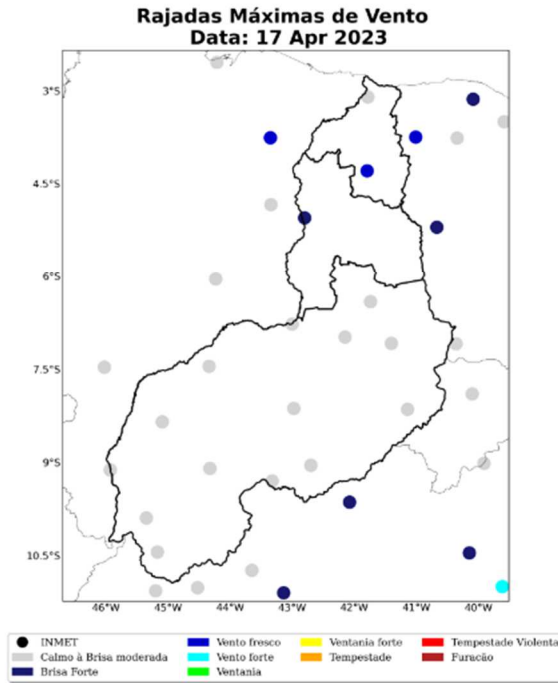 Rajadas Máximas de Vento
Data: 17 Apr 2023
3°S
4.5°S
6°S
7.5°S
9°S
10.5°S
46°W 45°W 44°W 43°W 42°W 41°W 40°W
INMET Vento fresco Ventania forte Tempestade Violenta
Calmo à Brisa moderada Vento forte Tempestade Furacão
Brisa Forte Ventania